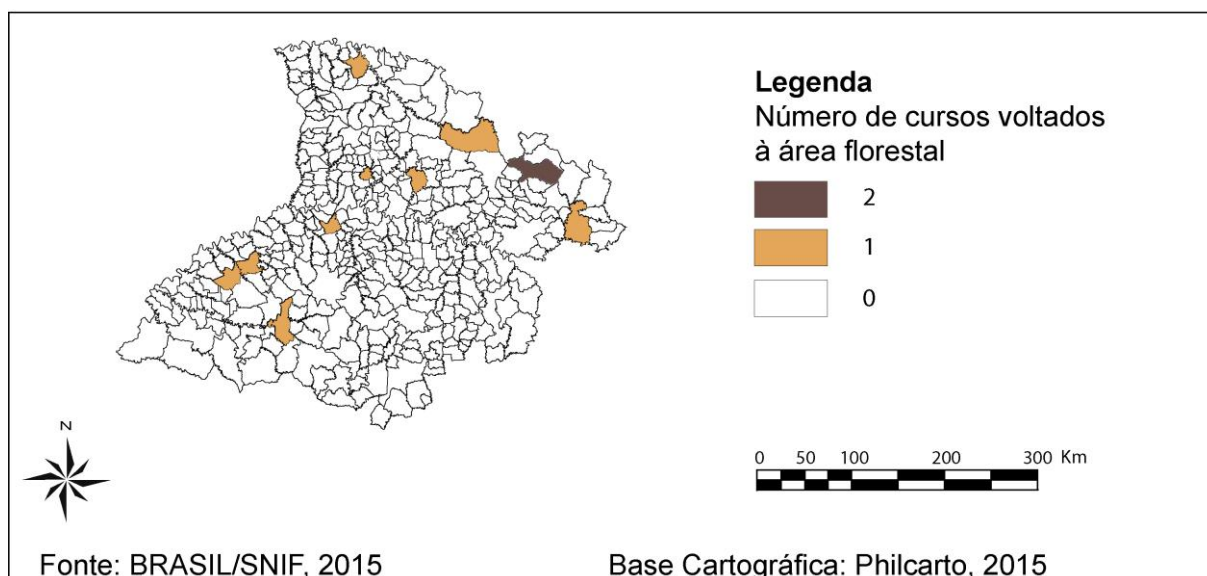 Legenda
Número de cursos voltados
à área florestal
2
1
0
N
0 50 100 200 300 Km
Fonte: BRASIL/SNIF, 2015 Base Cartográfica: Philcarto, 2015